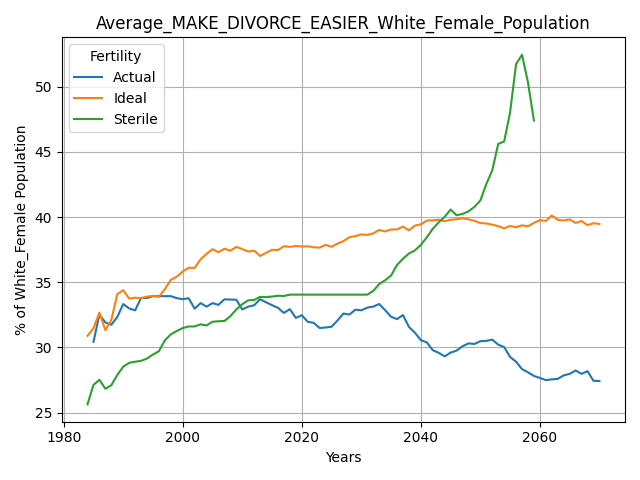 Average_MAKE_DIVORCE_EASIER_White_Female_Population
Fertility
Actual
Ideal
Sterile
% of White_Female Population
50
45
40
35
30
25
1980
2000
2020
2040
2060
Years